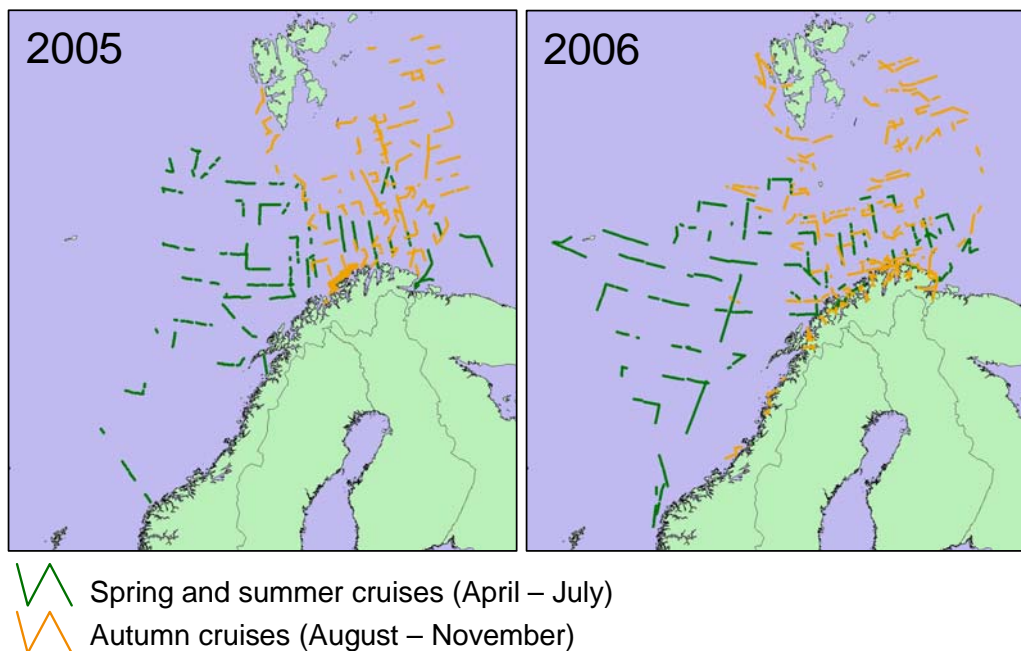 2005
2006
Spring and summer cruises (April – July)
Autumn cruises (August – November)